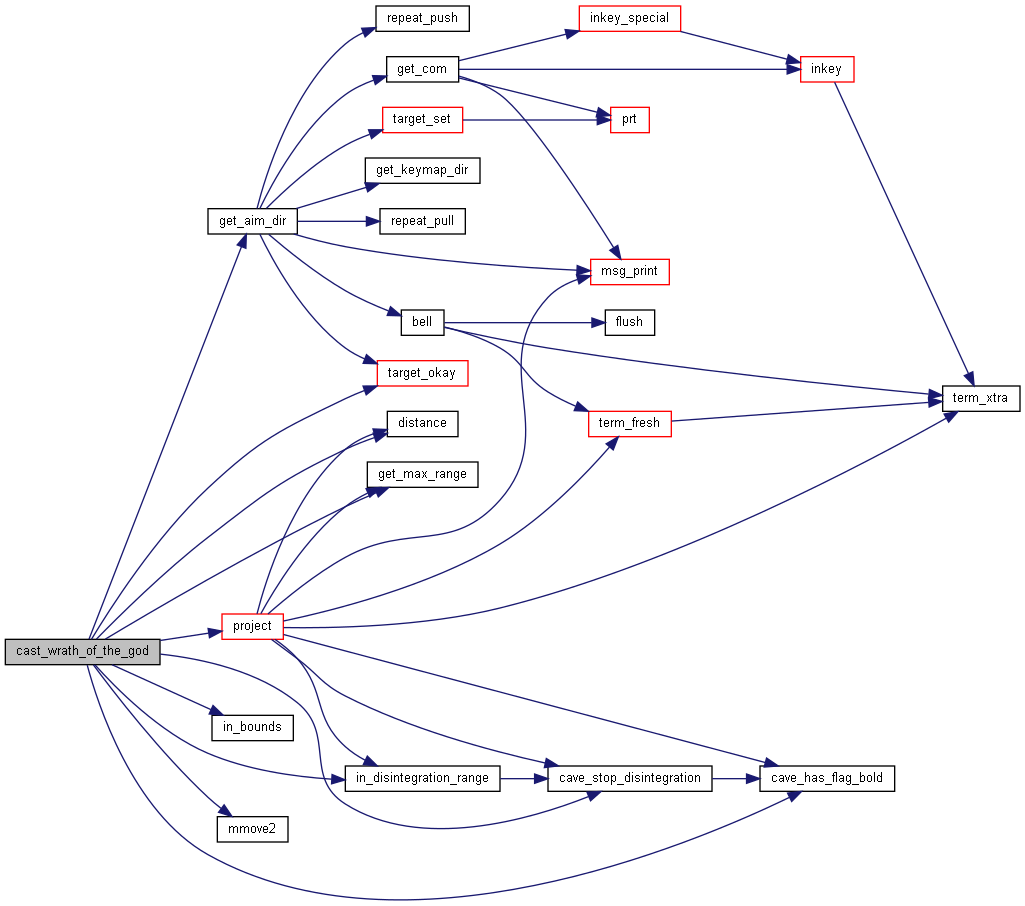 repeat_push
inkey_special
get_com
inkey
target_set
prt
get_keymap_dir
get_aim_dir
repeat_pull
msg_print
bell
flush
target_okay
term_xtra
distance
term_fresh
get_max_range
project
cast_wrath_of_the_god
in_bounds
in_disintegration_range
cave_stop_disintegration
cave_has_flag_bold
mmove2